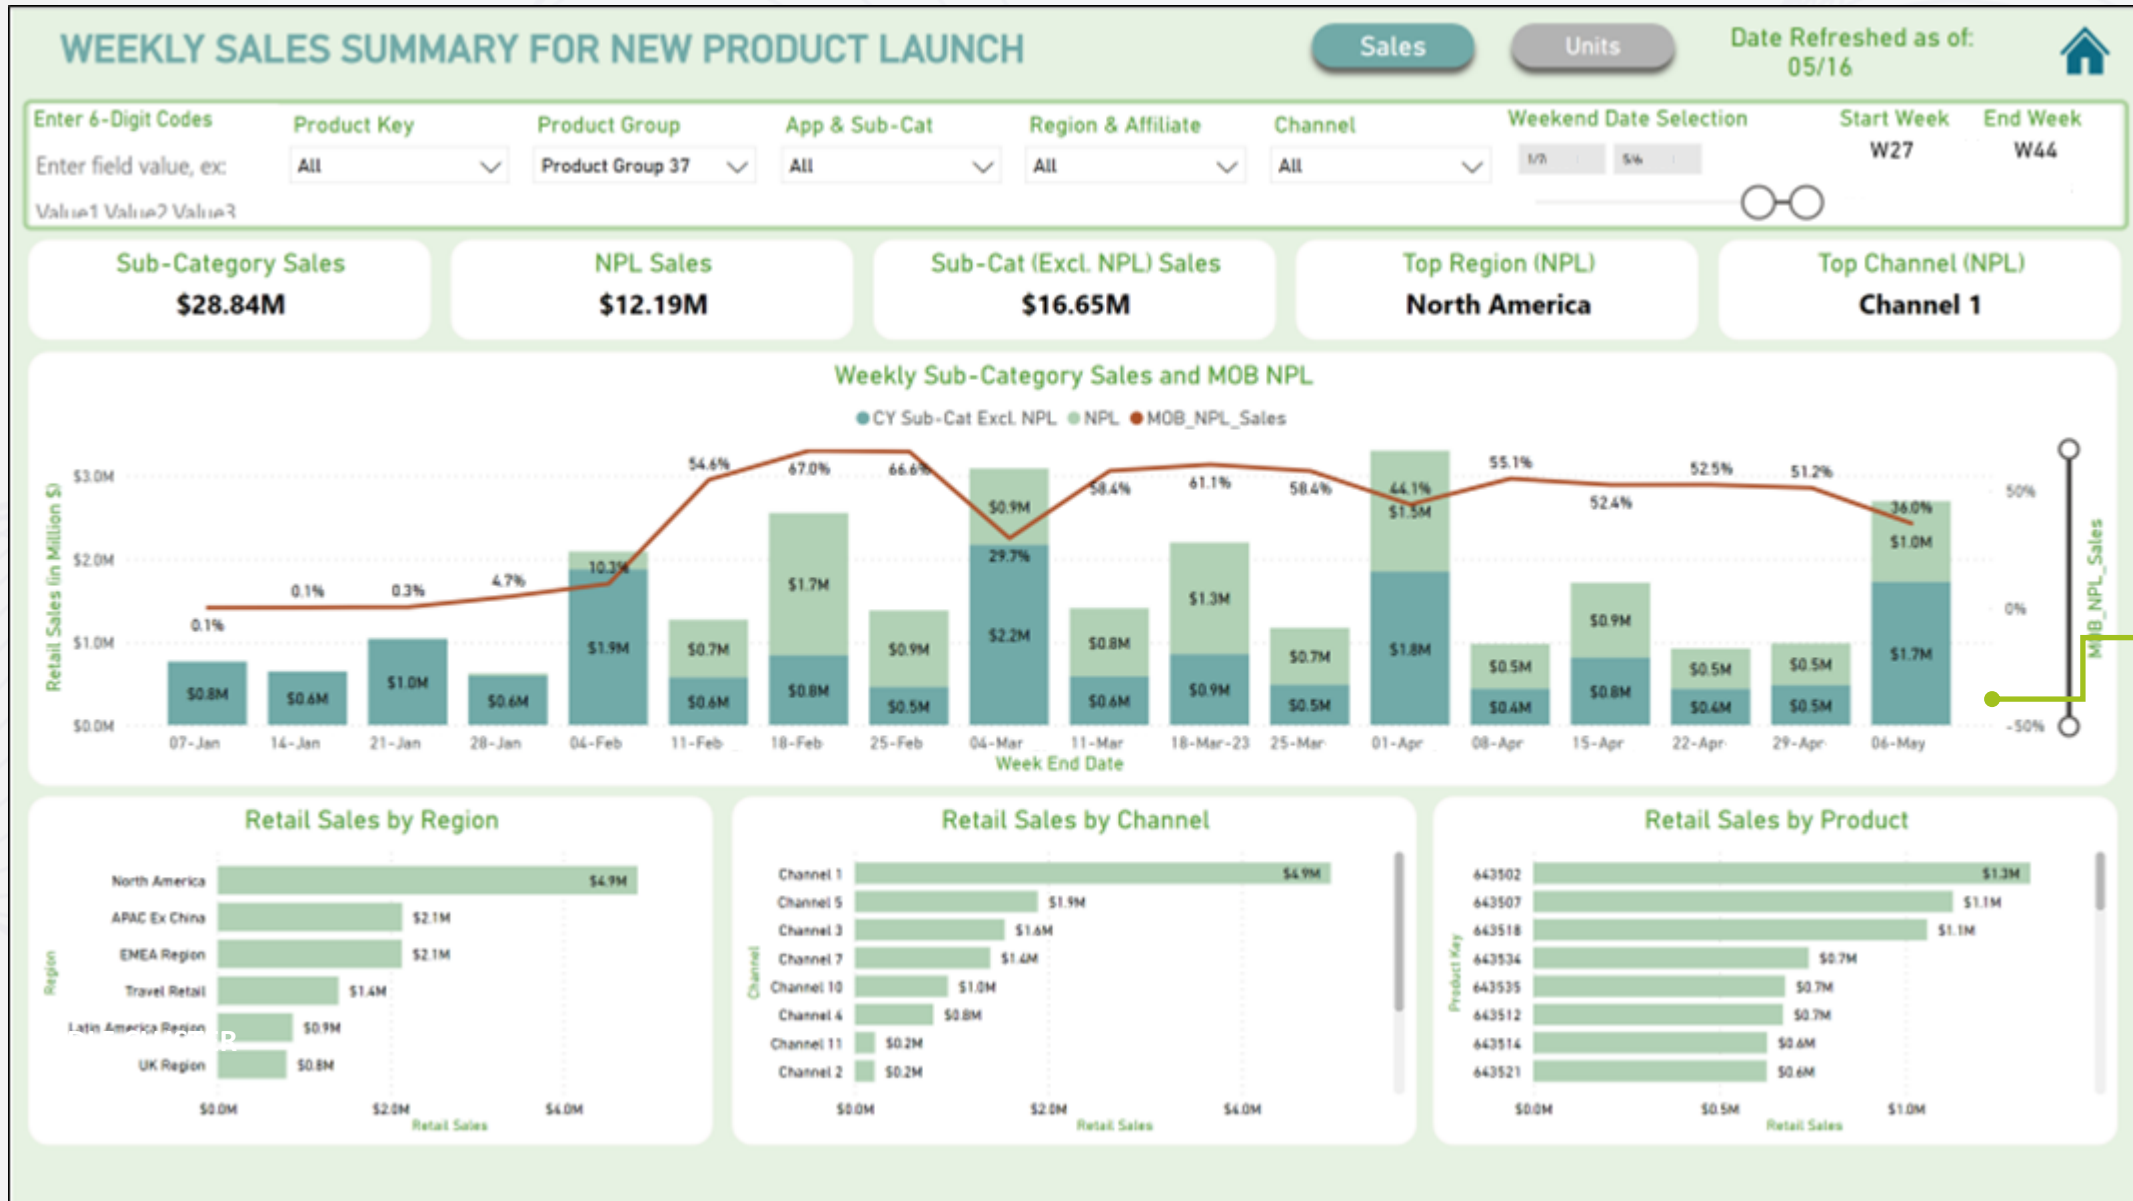 WEEKLY SALES SUMMARY FOR NEW PRODUCT LAUNCH
Sales
Units
Date Refreshed as of:
05/16
Enter 6-Digit Codes
Enter field value, ex:
Value1 Value2 Value3
Product Key
All
Product Group
Product Group 37
App & Sub-Cat
All
Region & Affiliate
All
Channel
All
Weekend Date Selection
1/7
5/6
Start Week
W27
End Week
W44
Sub-Category Sales
$28.84M
NPL Sales
$12.19M
Sub-Cat (Excl. NPL) Sales
$16.65M
Top Region (NPL)
North America
Top Channel (NPL)
Channel 1
Weekly Sub-Category Sales and MOB NPL
CY Sub-Cat Excl. NPL NPL MOB_NPL_Sales
Retail Sales (in Million $)
$3.0M
$2.0M
$1.0M
$0.0M
0.1% 0.1% 0.3% 4.7% 10.3% 54.6% 67.0% 66.6% 29.7% 58.4% 61.1% 58.4% 44.1% 55.1% 52.4% 52.5% 51.2% 36.0%
$0.7M $1.7M $0.9M $0.9M $0.8M $1.3M $0.7M $1.5M $0.5M $0.9M $0.5M $0.5M $1.0M
$0.8M $0.6M $1.0M $0.6M $1.9M $0.6M $0.8M $0.5M $2.2M $0.6M $0.9M $0.5M $1.8M $0.4M $0.8M $0.4M $0.5M $1.7M
07-Jan 14-Jan 21-Jan 28-Jan 04-Feb 11-Feb 18-Feb 25-Feb 04-Mar 11-Mar 18-Mar-23 25-Mar 01-Apr 08-Apr 15-Apr 22-Apr 29-Apr 06-May
Week End Date
50%
0%
-50%
MOB_NPL_Sales
Retail Sales by Region
Region
North America $4.9M
APAC Ex China $2.1M
EMEA Region $2.1M
Travel Retail $1.4M
Latin America Region $0.9M
UK Region $0.8M
$0.0M $2.0M $4.0M
Retail Sales
Retail Sales by Channel
Channel
Channel 1 $4.9M
Channel 5 $1.9M
Channel 3 $1.6M
Channel 7 $1.4M
Channel 10 $1.0M
Channel 4 $0.8M
Channel 11 $0.2M
Channel 2 $0.2M
$0.0M $2.0M $4.0M
Retail Sales
Retail Sales by Product
Product Key
643502 $1.3M
643507 $1.1M
643518 $1.1M
643534 $0.7M
643535 $0.7M
643512 $0.7M
643514 $0.6M
643521 $0.6M
$0.0M $0.5M $1.0M
Retail Sales